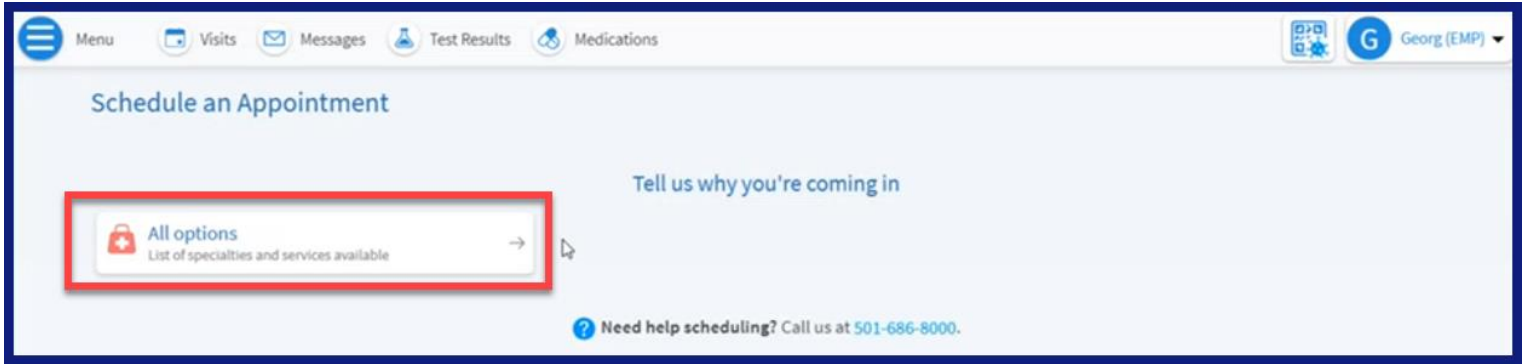 Menu Visits Messages Test Results Medications G Georg (EMP)
Schedule an Appointment
Tell us why you're coming in
All options
List of specialties and services available
? Need help scheduling? Call us at 501-686-8000.